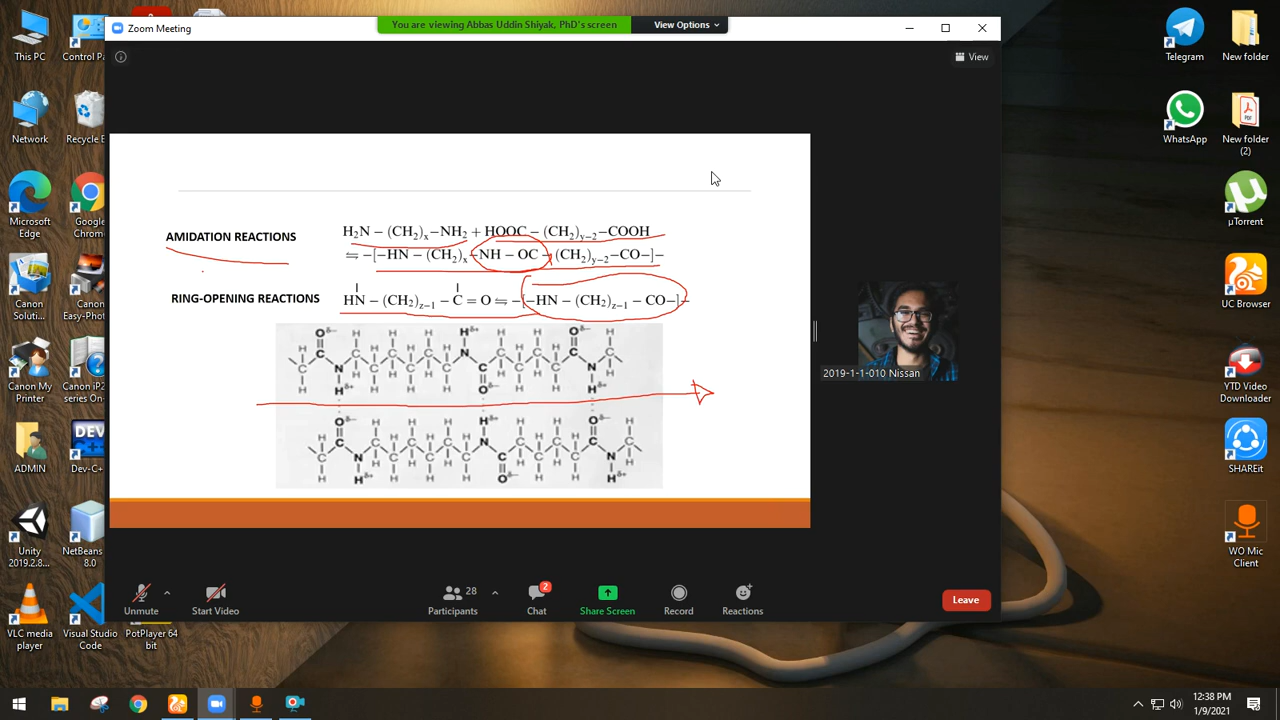 This PC
Control Pa
Network
Recycle B
Microsoft
Edge
Google
Chrom
Canon
Soluti...
Canon
Easy-Phot
Canon My
Printer
Canon iP2
series On-
ADMIN
Dev-C+
Unity
2019.2.8...
NetBeans
8.0
VLC media
player
Visual Studio
Code
PotPlayer 64
bit
Zoom Meeting
You are viewing Abbas Uddin Shiyak, PhD's screen
View Options
View
AMIDATION REACTIONS
H₂N – (CH₂)ₓ–NH₂ + HOOC – (CH₂)y₋₂–COOH
⇋ –[–HN – (CH₂)ₓ–NH – OC –(CH₂)y₋₂–CO–]–
RING-OPENING REACTIONS
HN – (CH₂)z₋₁ – C = O ⇋ –[–HN – (CH₂)z₋₁ – CO–]–
2019-1-1-010 Nissan
Unmute
Start Video
28
Participants
2
Chat
Share Screen
Record
Reactions
Leave
Telegram
New folder
WhatsApp
New folder
(2)
µTorrent
UC Browser
YTD Video
Downloader
SHAREit
WO Mic
Client
12:38 PM
1/9/2021